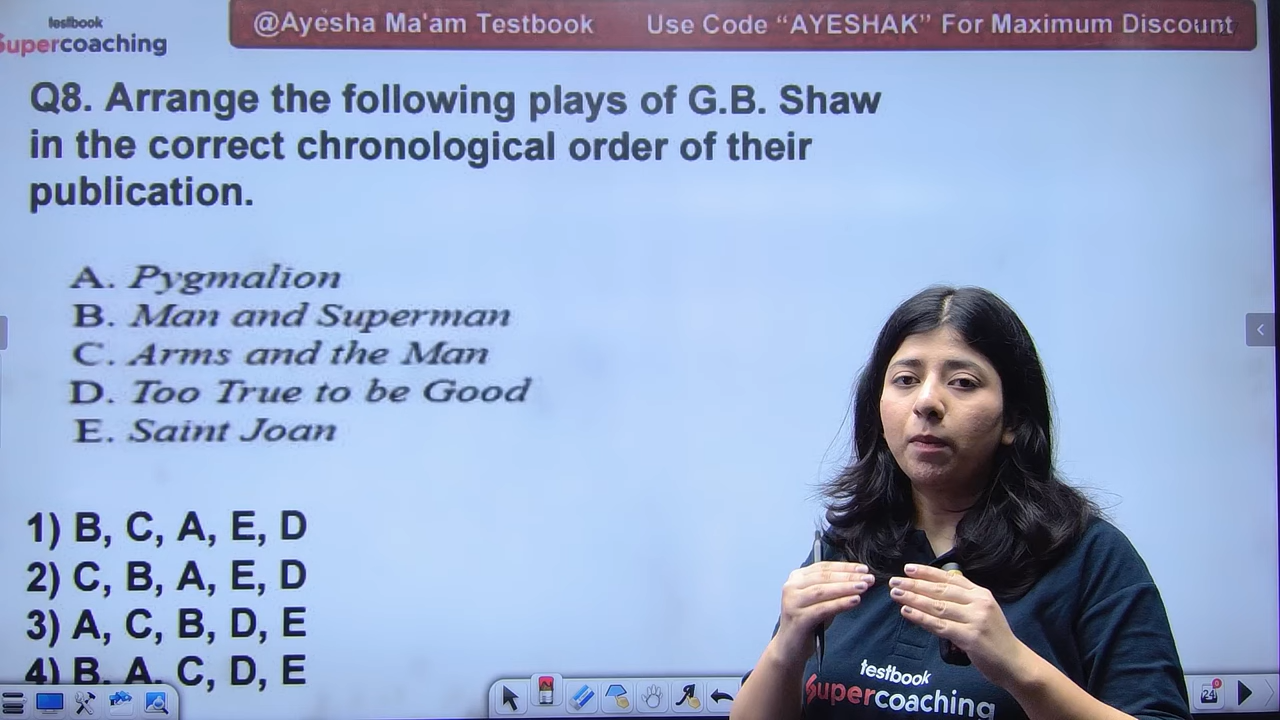 testbook
Supercoaching
@Ayesha Ma'am Testbook Use Code “AYESHAK” For Maximum Discount
Q8. Arrange the following plays of G.B. Shaw
in the correct chronological order of their
publication.
A. Pygmalion
B. Man and Superman
C. Arms and the Man
D. Too True to be Good
E. Saint Joan
1) B, C, A, E, D
2) C, B, A, E, D
3) A, C, B, D, E
4) B, A, C, D, E
testbook
Supercoaching
24